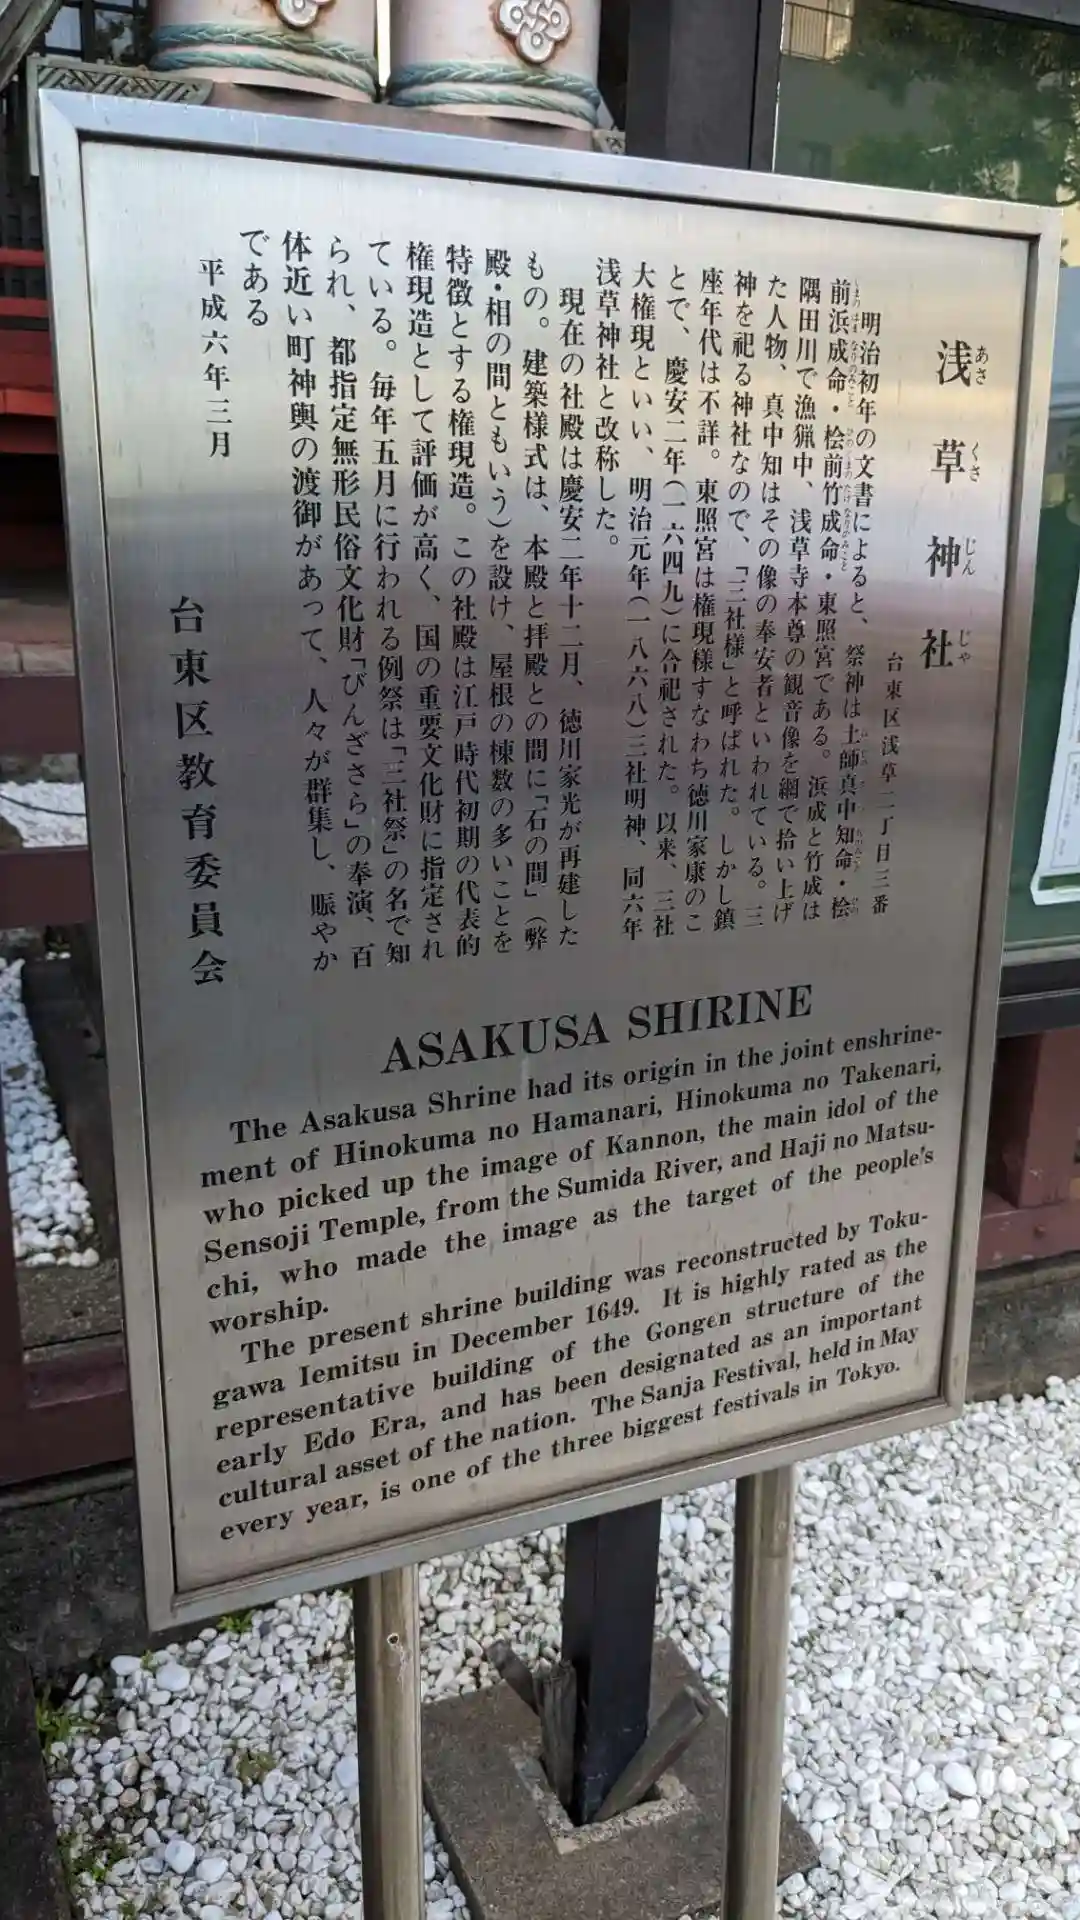 浅草神社
あさくさじんじゃ
台東区浅草二丁目三番
明治初年の文書によると、祭神は土師真中知命・桧
前浜成命・桧前竹成命・東照宮である。浜成と竹成は
隅田川で漁猟中、浅草寺本尊の観音像を網で拾い上げ
た人物、真中知はその像の奉安者といわれている。三
神を祀る神社なので、「三社様」と呼ばれた。しかし鎮
座年代は不詳。東照宮は権現様すなわち徳川家康のこ
とで、慶安二年(一六四九)に合祀された。以来、三社
大権現といい、明治元年(一八六八)三社明神、同六年
浅草神社と改称した。
現在の社殿は慶安二年十二月、徳川家光が再建した
もの。建築様式は、本殿と拝殿との間に「石の間」(弊
殿・相の間ともいう)を設け、屋根の棟数の多いことを
特徴とする権現造。この社殿は江戸時代初期の代表的
権現造として評価が高く、国の重要文化財に指定され
ている。毎年五月に行われる例祭は「三社祭」の名で知
られ、都指定無形民俗文化財「びんざさら」の奉演、百
体近い町神輿の渡御があって、人々が群集し、賑やか
である
平成六年三月
台東区教育委員会
ASAKUSA SHIRINE
The Asakusa Shrine had its origin in the joint enshrine-
ment of Hinokuma no Hamanari, Hinokuma no Takenari,
who picked up the image of Kannon, the main idol of the
Sensoji Temple, from the Sumida River, and Haji no Matsu-
chi, who made the image as the target of the people's
worship.
The present shrine building was reconstructed by Toku-
gawa Iemitsu in December 1649. It is highly rated as the
representative building of the Gongen structure of the
early Edo Era, and has been designated as an important
cultural asset of the nation. The Sanja Festival, held in May
every year, is one of the three biggest festivals in Tokyo.